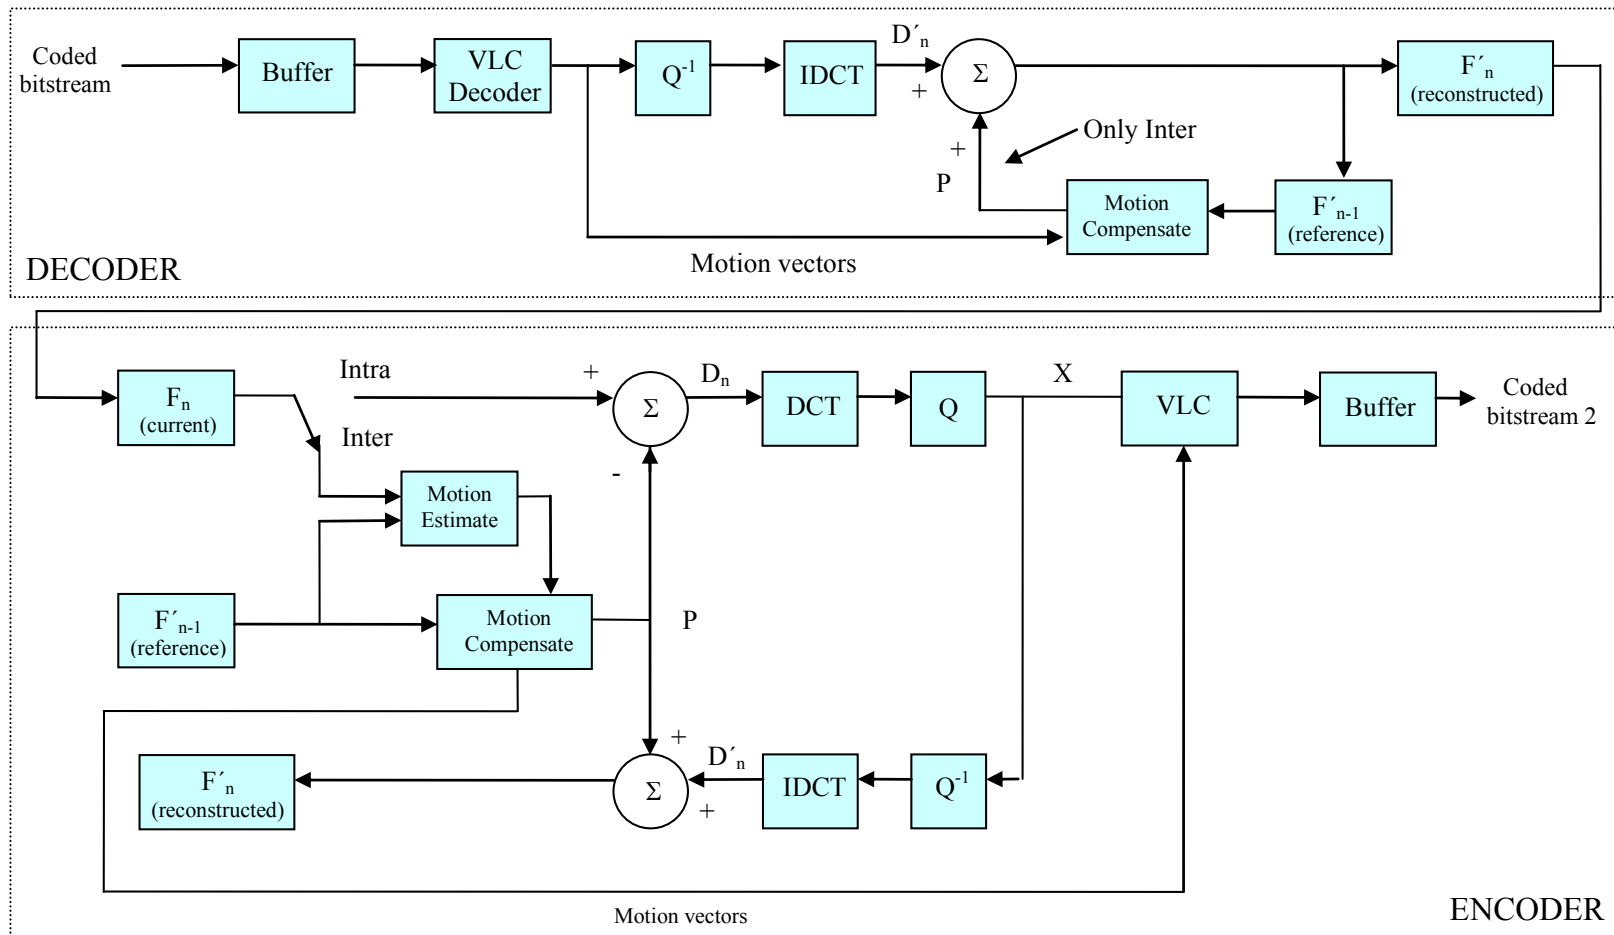 Coded
bitstream
Buffer
VLC
Decoder
Q⁻¹
IDCT
D´ₙ
+
Σ
F´ₙ
(reconstructed)
Only Inter
+
P
Motion
Compensate
F´ₙ₋₁
(reference)
Motion vectors
DECODER
Fₙ
(current)
Intra
Inter
+
Σ
-
Dₙ
DCT
Q
X
VLC
Buffer
Coded
bitstream 2
Motion
Estimate
F´ₙ₋₁
(reference)
Motion
Compensate
P
F´ₙ
(reconstructed)
+
Σ
D´ₙ
+
IDCT
Q⁻¹
Motion vectors
ENCODER